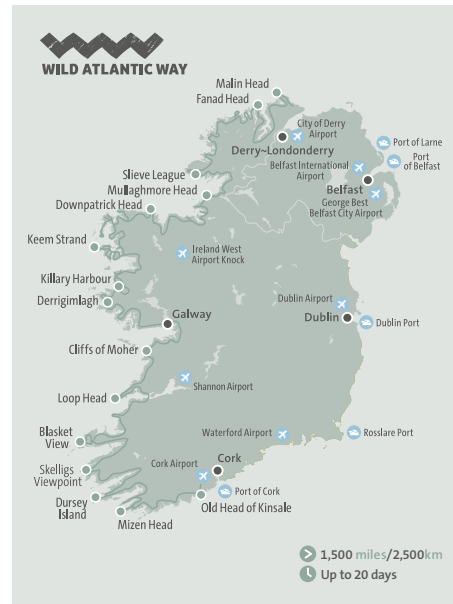 WILD ATLANTIC WAY
Malin Head
Fanad Head
City of Derry
Airport
Derry~Londonderry
Port of Larne
Port
of Belfast
Belfast International
Airport
Belfast
George Best
Belfast City Airport
Slieve League
Mullaghmore Head
Downpatrick Head
Keem Strand
Ireland West
Airport Knock
Killary Harbour
Derrigimlagh
Dublin Airport
Dublin
Dublin Port
Galway
Cliffs of Moher
Shannon Airport
Loop Head
Waterford Airport
Rosslare Port
Blasket
View
Cork Airport
Cork
Skelligs
Viewpoint
Port of Cork
Dursey
Island
Old Head of Kinsale
Mizen Head
1,500 miles/2,500km
Up to 20 days